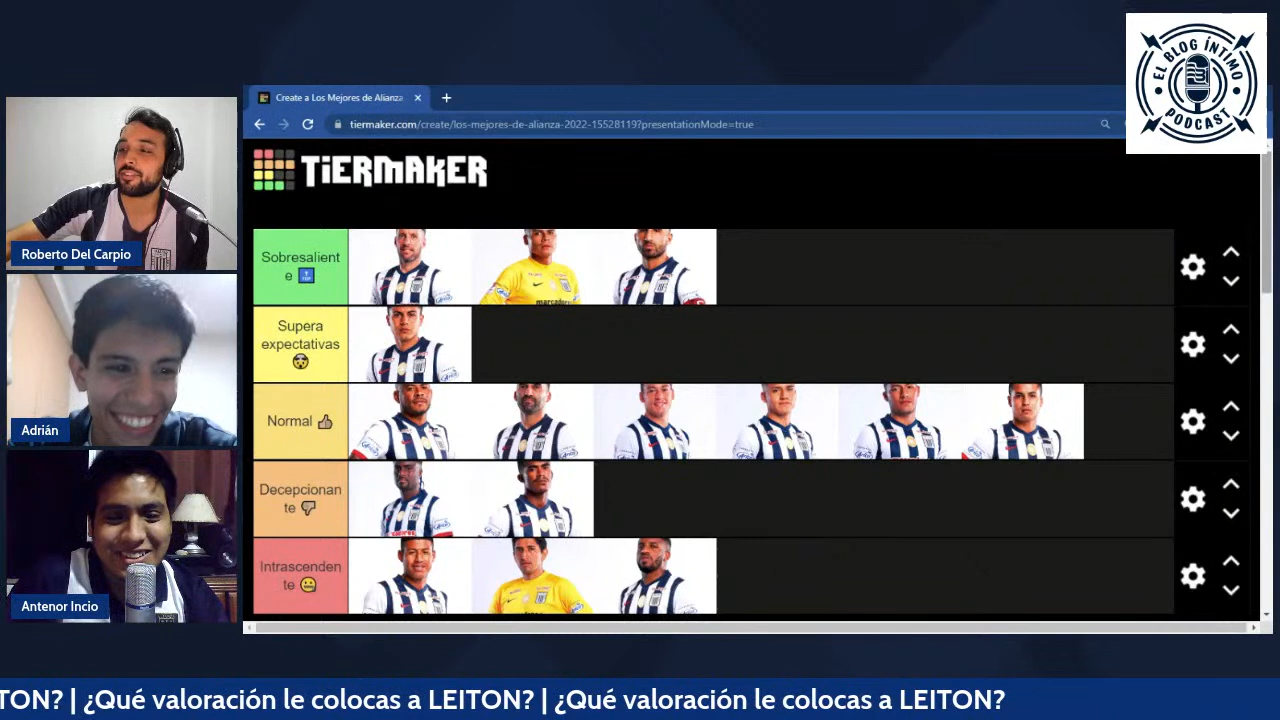 EL BLOG ÍNTIMO
PODCAST
Create a Los Mejores de Alianza
tiermaker.com/create/los-mejores-de-alianza-2022-15528119?presentationMode=true
TiERMAKER
Roberto Del Carpio
Adrián
Antenor Incio
Sobresalient
e 🔝
Supera
expectativas
😲
Normal 👍
Decepcionan
te 👎
Intrascenden
te 🤐
TON? | ¿Qué valoración le colocas a LEITON? | ¿Qué valoración le colocas a LEITON?